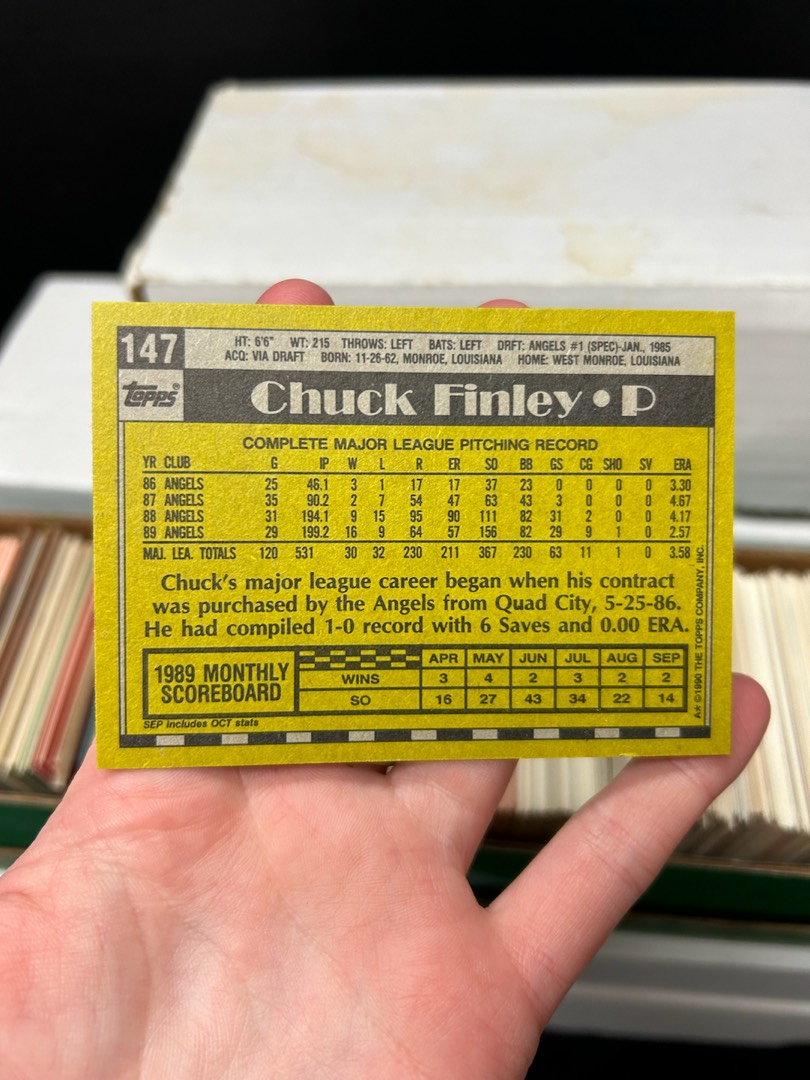 147
HT: 6'6" WT: 215 THROWS: LEFT BATS: LEFT DRFT: ANGELS #1 (SPEC)-JAN., 1985
ACQ: VIA DRAFT BORN: 11-26-62, MONROE, LOUISIANA HOME: WEST MONROE, LOUISIANA
Topps®
Chuck Finley • P
COMPLETE MAJOR LEAGUE PITCHING RECORD
YR CLUB G IP W L R ER SO BB GS CG SHO SV ERA
86 ANGELS 25 46.1 3 1 17 17 37 23 0 0 0 0 3.30
87 ANGELS 35 90.2 2 7 54 47 63 43 3 0 0 0 4.67
88 ANGELS 31 194.1 9 15 95 90 111 82 31 2 0 0 4.17
89 ANGELS 29 199.2 16 9 64 57 156 82 29 9 1 0 2.57
MAJ. LEA. TOTALS 120 531 30 32 230 211 367 230 63 11 1 0 3.58
Chuck's major league career began when his contract
was purchased by the Angels from Quad City, 5-25-86.
He had compiled 1-0 record with 6 Saves and 0.00 ERA.
1989 MONTHLY
SCOREBOARD
APR MAY JUN JUL AUG SEP
WINS 3 4 2 3 2 2
SO 16 27 43 34 22 14
SEP includes OCT stats
A* ©1990 THE TOPPS COMPANY, INC.